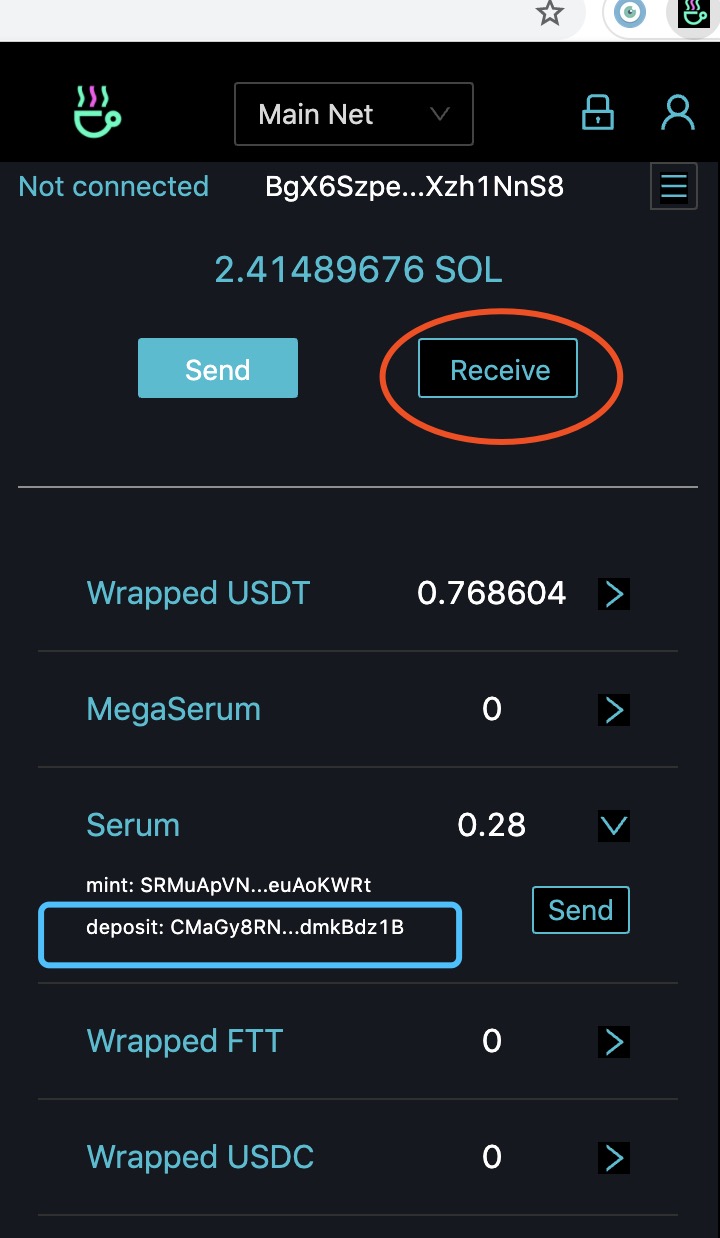 Main Net
Not connected BgX6Szpe...Xzh1NnS8
2.41489676 SOL
Send Receive
Wrapped USDT 0.768604
MegaSerum 0
Serum 0.28
mint: SRMuApVN...euAoKWRt
deposit: CMaGy8RN...dmkBdz1B
Send
Wrapped FTT 0
Wrapped USDC 0